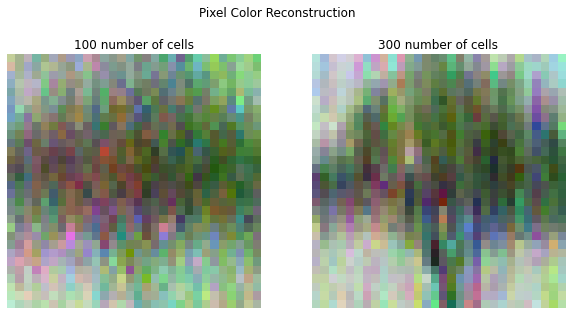 Pixel Color Reconstruction
100 number of cells
300 number of cells